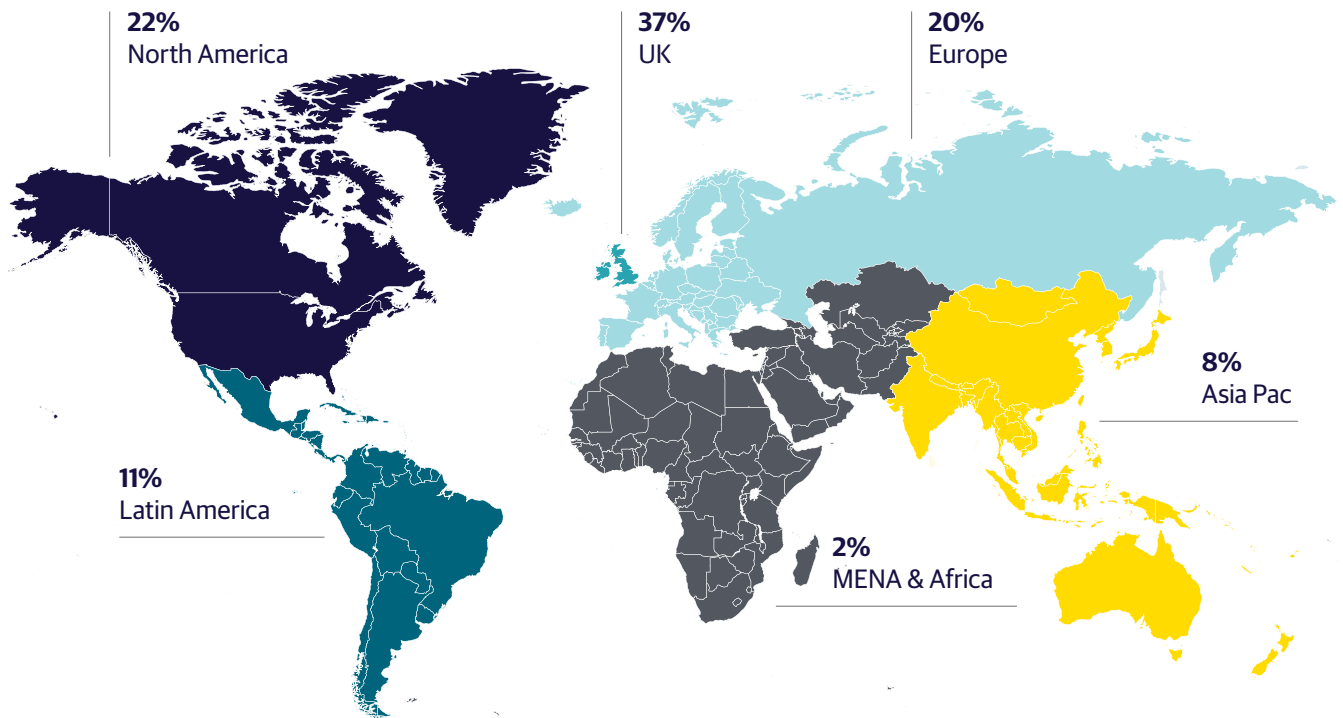 22%
North America
37%
UK
20%
Europe
8%
Asia Pac
11%
Latin America
2%
MENA & Africa